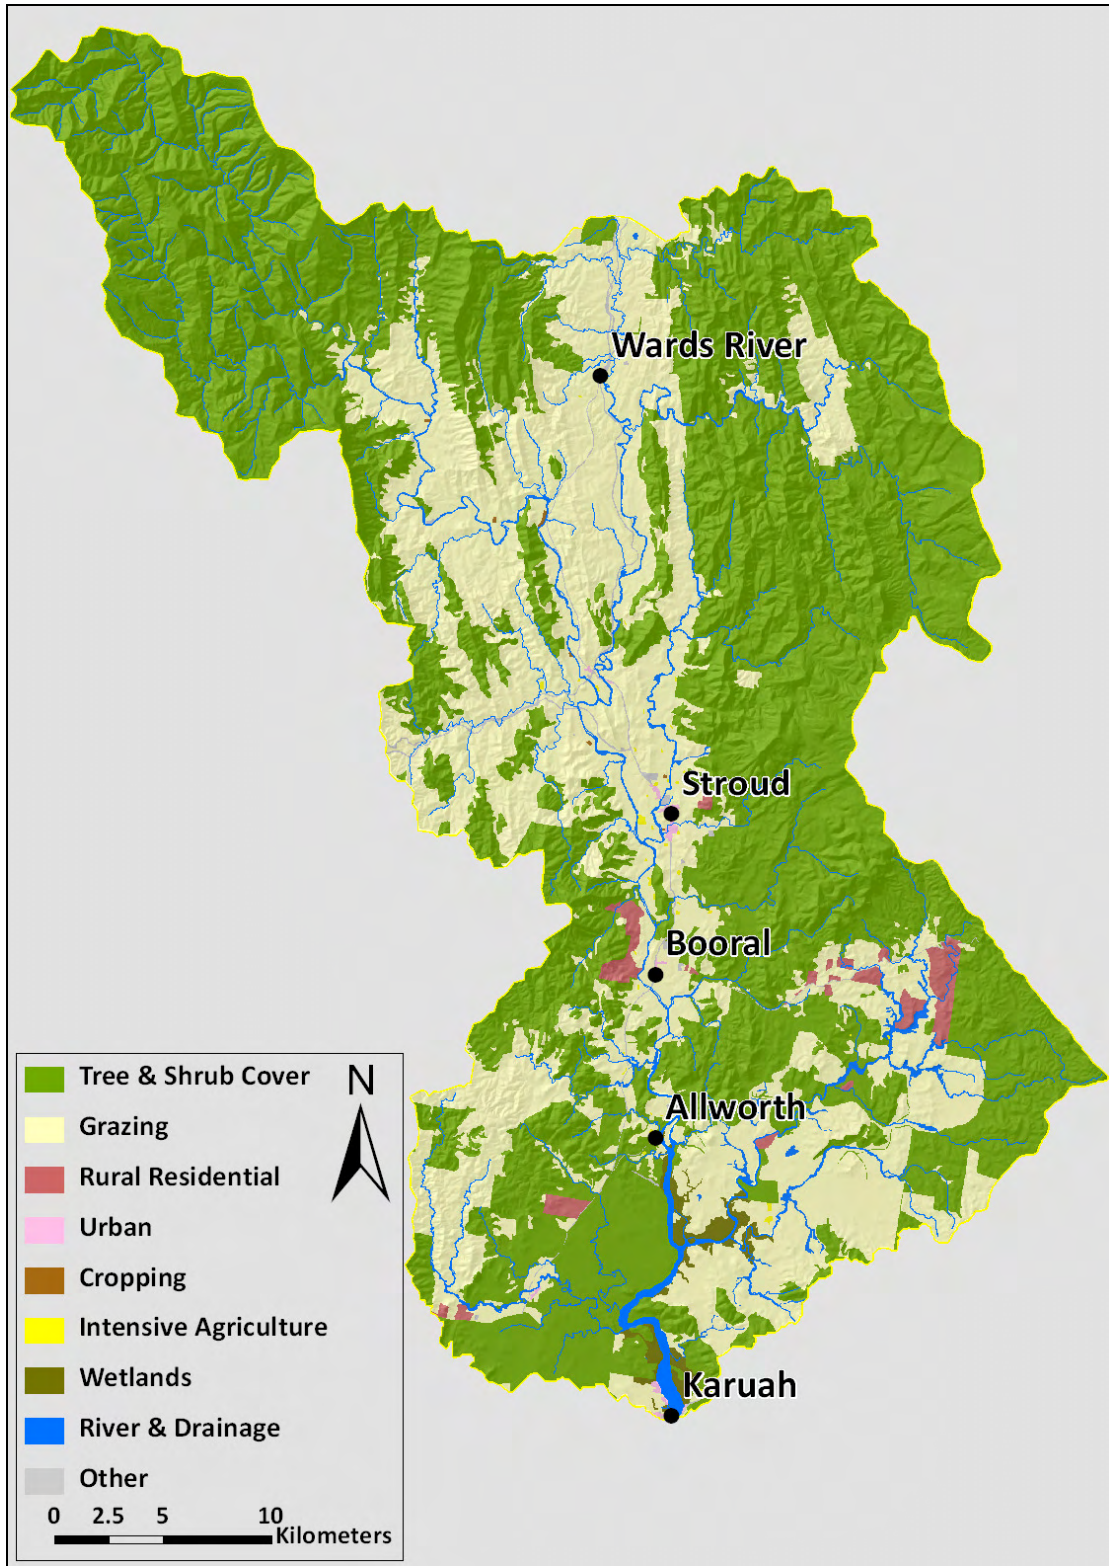 Wards River
Stroud
Booral
Allworth
Karuah
Tree & Shrub Cover
N
Grazing
Rural Residential
Urban
Cropping
Intensive Agriculture
Wetlands
River & Drainage
Other
0 2.5 5 10
Kilometers